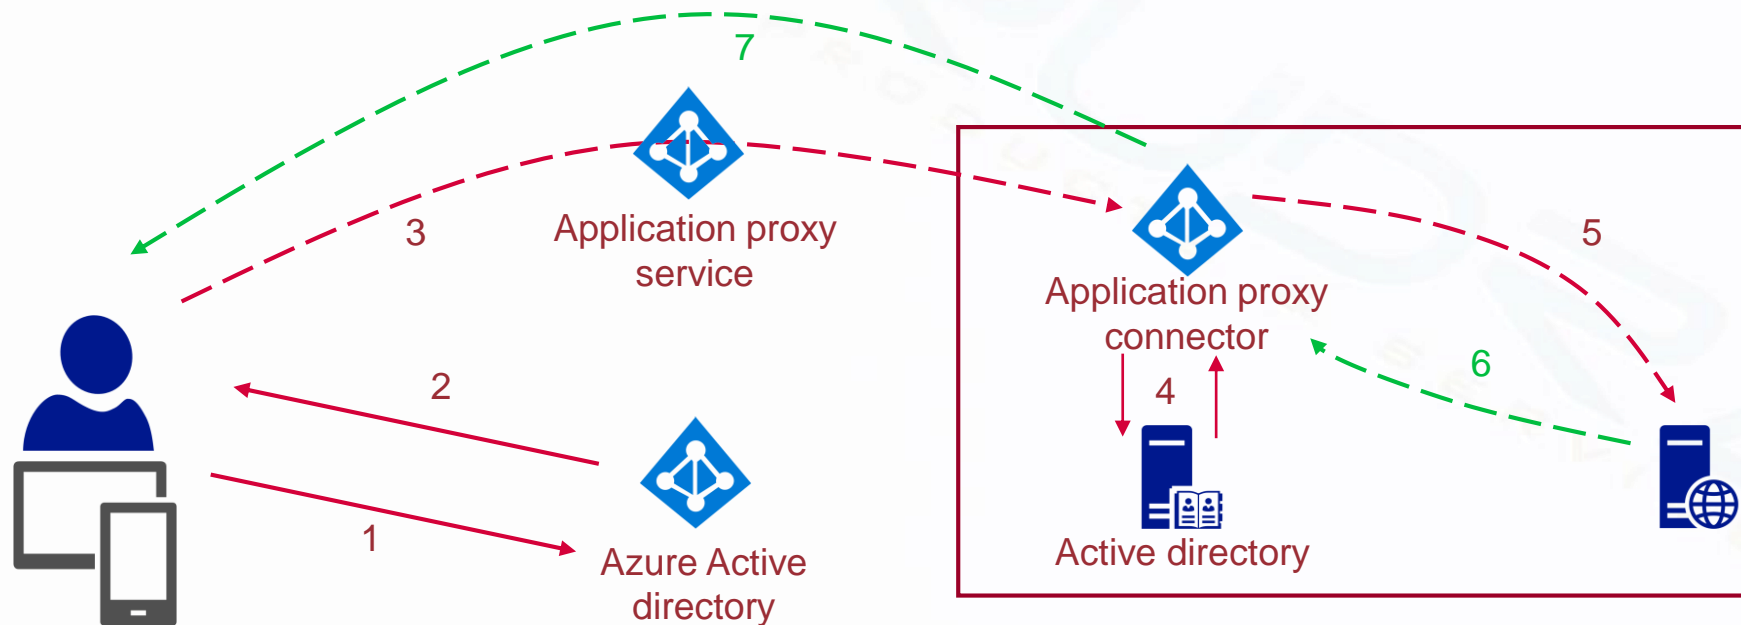 7
3
Application proxy
service
5
Application proxy
connector
6
2
4
1
Azure Active
directory
Active directory